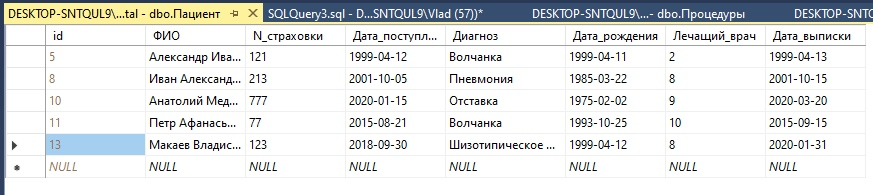 DESKTOP-SNTQUL9\...tal - dbo.Пациент SQLQuery3.sql - D...SNTQUL9\Vlad (57))* DESKTOP-SNTQUL9\...- dbo.Процедуры DESKTOP-SNTQUL9\...
id ФИО N_страховки Дата_поступл... Диагноз Дата_рождения Лечащий_врач Дата_выписки
5 Александр Ива... 121 1999-04-12 Волчанка 1999-04-11 2 1999-04-13
8 Иван Александ... 213 2001-10-05 Пневмония 1985-03-22 8 2001-10-15
10 Анатолий Мед... 777 2020-01-15 Отставка 1975-02-02 9 2020-03-20
11 Петр Афанась... 77 2015-08-21 Волчанка 1993-10-25 10 2015-09-15
13 Макаев Владис... 123 2018-09-30 Шизотипическое ... 1999-04-12 8 2020-01-31
NULL NULL NULL NULL NULL NULL NULL NULL